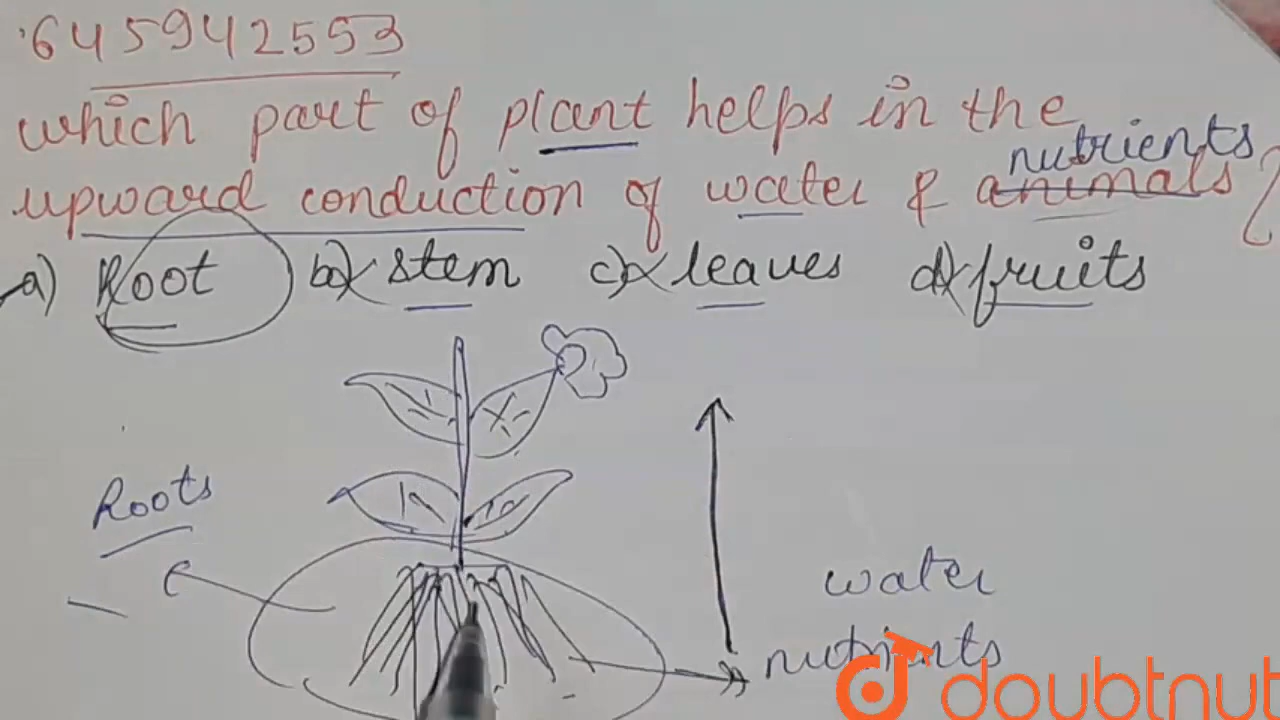 645942553
which part of plant helps in the
nutrients
upward conduction of water & animals?
a) Root b) stem c) leaves d) fruits
Roots
water
nutrients
doubtnut